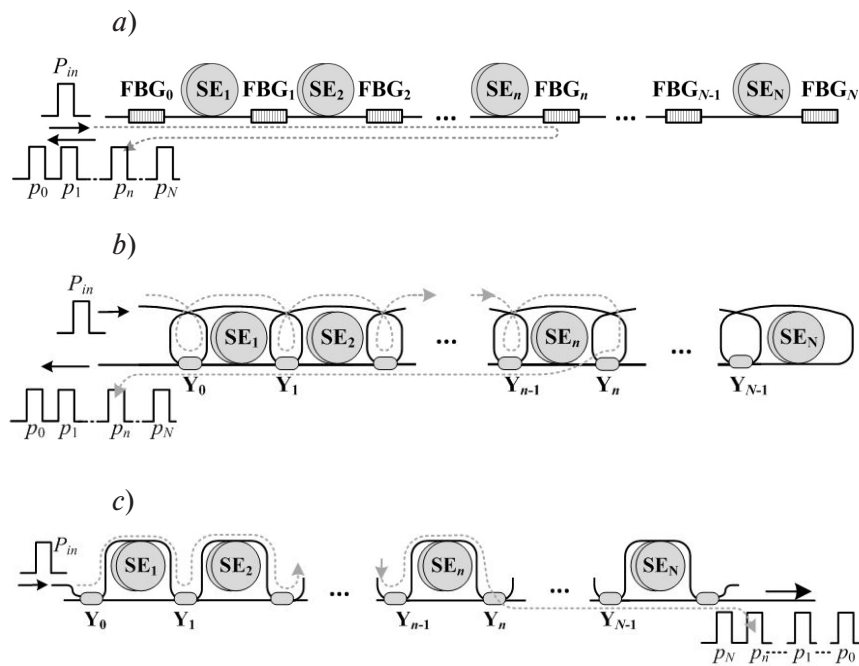 a)
P_in
FBG_0 SE_1 FBG_1 SE_2 FBG_2 ... SE_n FBG_n ... FBG_N-1 SE_N FBG_N
p_0 p_1 p_n p_N
b)
P_in
SE_1 SE_2 ... SE_n ... SE_N
Y_0 Y_1 Y_n-1 Y_n Y_N-1
p_0 p_1 p_n p_N
c)
P_in
SE_1 SE_2 ... SE_n ... SE_N
Y_0 Y_1 Y_n-1 Y_n Y_N-1
p_N p_n p_1 p_0